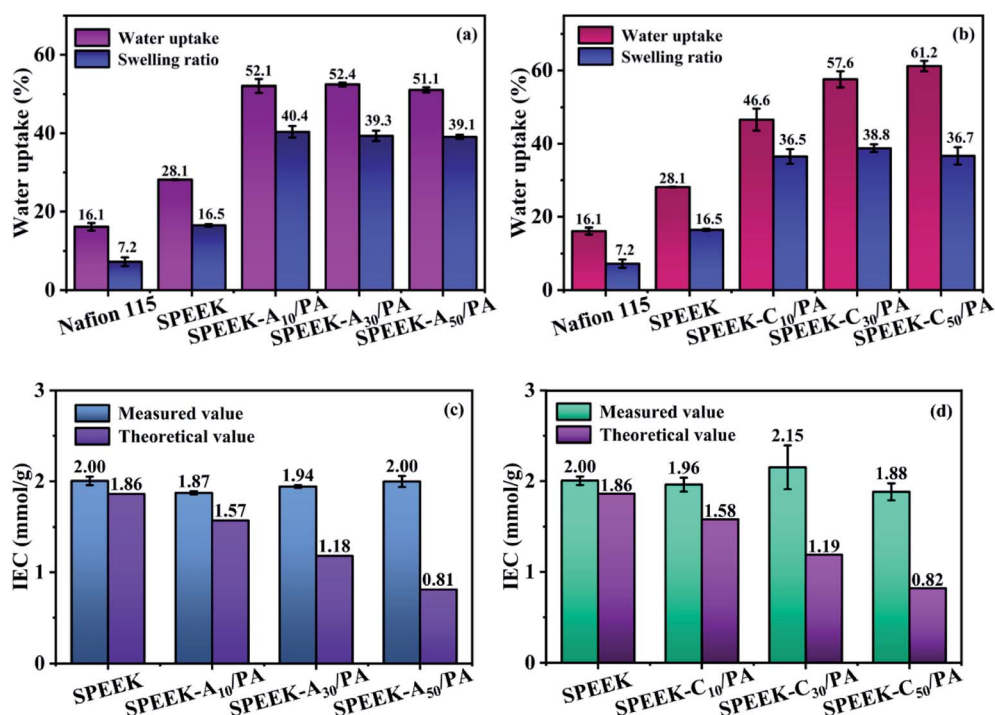 (a)
Water uptake
Swelling ratio
Water uptake (%)
60
40
20
0
16.1
7.2
28.1
16.5
52.1
40.4
52.4
39.3
51.1
39.1
Nafion 115
SPEEK
SPEEK-A10/PA
SPEEK-A30/PA
SPEEK-A50/PA
(b)
Water uptake
Swelling ratio
Water uptake (%)
60
40
20
0
16.1
7.2
28.1
16.5
46.6
36.5
57.6
38.8
61.2
36.7
Nafion 115
SPEEK
SPEEK-C10/PA
SPEEK-C30/PA
SPEEK-C50/PA
(c)
Measured value
Theoretical value
IEC (mmol/g)
3
2
1
0
2.00
1.86
1.87
1.57
1.94
1.18
2.00
0.81
SPEEK
SPEEK-A10/PA
SPEEK-A30/PA
SPEEK-A50/PA
(d)
Measured value
Theoretical value
IEC (mmol/g)
3
2
1
0
2.00
1.86
1.96
1.58
2.15
1.19
1.88
0.82
SPEEK
SPEEK-C10/PA
SPEEK-C30/PA
SPEEK-C50/PA